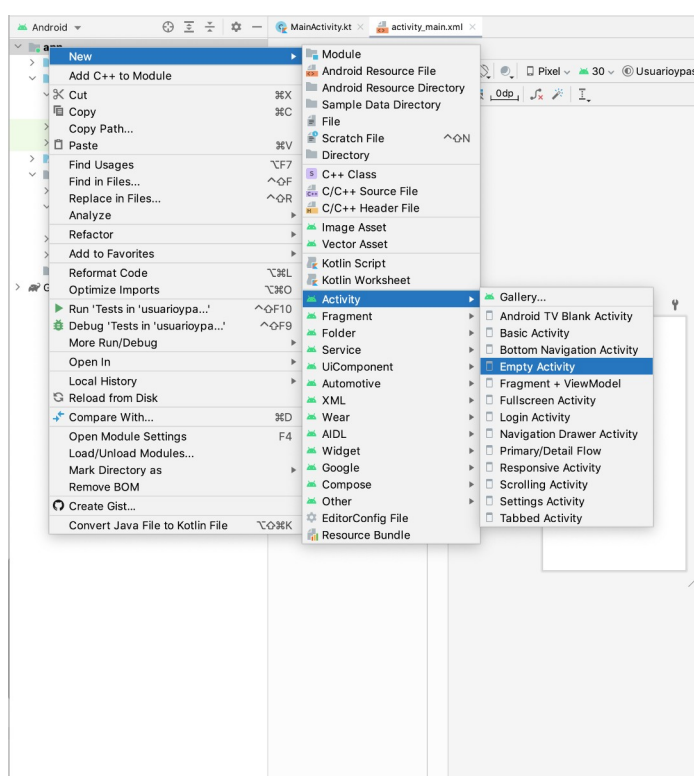 Android
MainActivity.kt
activity_main.xml
app
Pixel
30
Usuarioypas
0dp
New
Add C++ to Module
Cut ⌘X
Copy ⌘C
Copy Path...
Paste ⌘V
Find Usages ⌥F7
Find in Files... ^⇧F
Replace in Files... ^⇧R
Analyze
Refactor
Add to Favorites
Reformat Code ⌥⌘L
Optimize Imports ⌥⌘O
Run 'Tests in 'usuarioypa...' ^⇧F10
Debug 'Tests in 'usuarioypa...' ^⇧F9
More Run/Debug
Open In
Local History
Reload from Disk
Compare With... ⌘D
Open Module Settings F4
Load/Unload Modules...
Mark Directory as
Remove BOM
Create Gist...
Convert Java File to Kotlin File ⌥⇧⌘K
Module
Android Resource File
Android Resource Directory
Sample Data Directory
File
Scratch File ^⇧N
Directory
C++ Class
C/C++ Source File
C/C++ Header File
Image Asset
Vector Asset
Kotlin Script
Kotlin Worksheet
Activity
Fragment
Folder
Service
UiComponent
Automotive
XML
Wear
AIDL
Widget
Google
Compose
Other
EditorConfig File
Resource Bundle
Gallery...
Android TV Blank Activity
Basic Activity
Bottom Navigation Activity
Empty Activity
Fragment + ViewModel
Fullscreen Activity
Login Activity
Navigation Drawer Activity
Primary/Detail Flow
Responsive Activity
Scrolling Activity
Settings Activity
Tabbed Activity
G